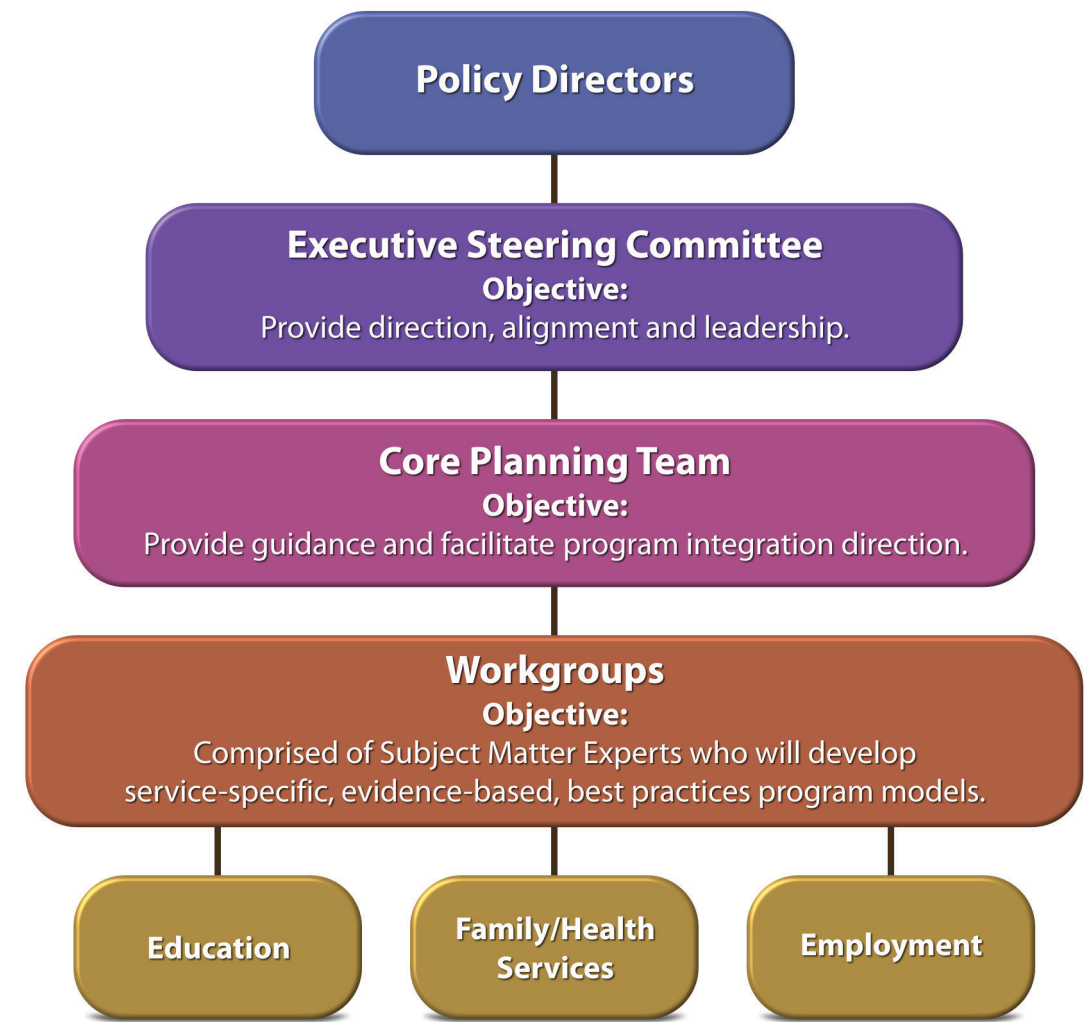 Policy Directors
Executive Steering Committee
Objective:
Provide direction, alignment and leadership.
Core Planning Team
Objective:
Provide guidance and facilitate program integration direction.
Workgroups
Objective:
Comprised of Subject Matter Experts who will develop
service-specific, evidence-based, best practices program models.
Education
Family/Health
Services
Employment